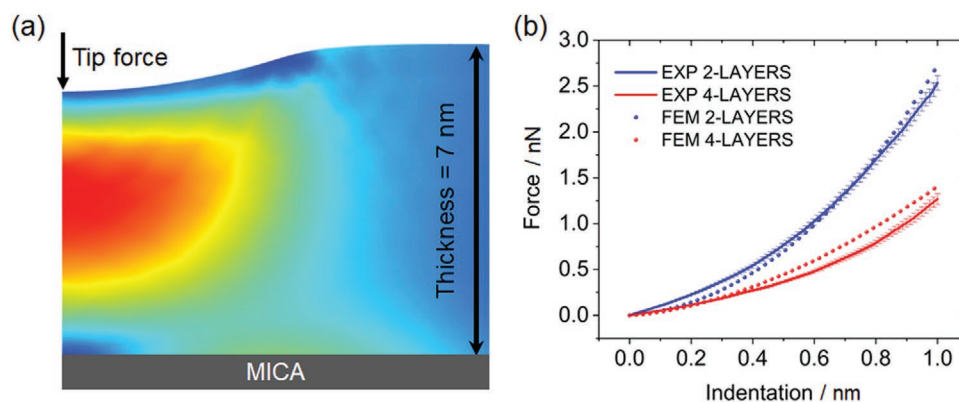 (a)
Tip force
Thickness = 7 nm
MICA
(b)
3.0
2.5
2.0
1.5
1.0
0.5
0.0
Force / nN
EXP 2-LAYERS
EXP 4-LAYERS
FEM 2-LAYERS
FEM 4-LAYERS
0.0 0.2 0.4 0.6 0.8 1.0
Indentation / nm